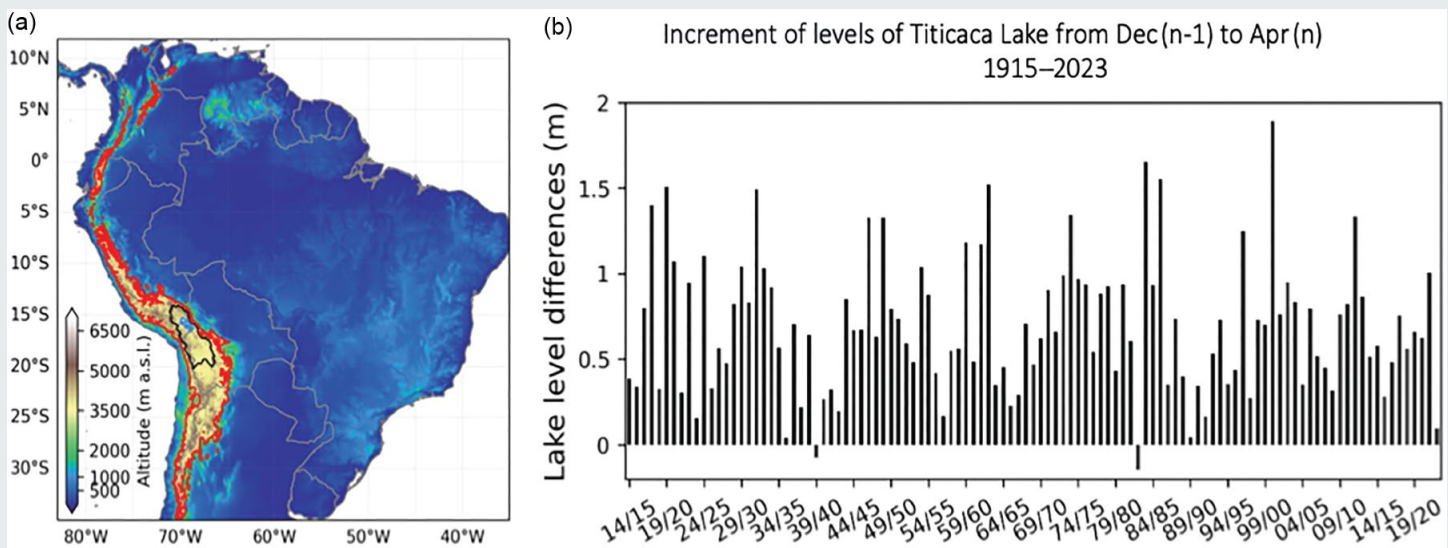 (a)
10°N
5°N
0°
5°S
10°S
15°S
20°S
25°S
30°S
80°W 70°W 60°W 50°W 40°W
6500
5000
3500
2000
1000
500
Altitude (m a.s.l.)
(b)
Increment of levels of Titicaca Lake from Dec(n-1) to Apr(n)
1915–2023
Lake level differences (m)
2
1.5
1
0.5
0
14/15 19/20 24/25 29/30 34/35 39/40 44/45 49/50 54/55 59/60 64/65 69/70 74/75 79/80 84/85 89/90 94/95 99/00 04/05 09/10 14/15 19/20